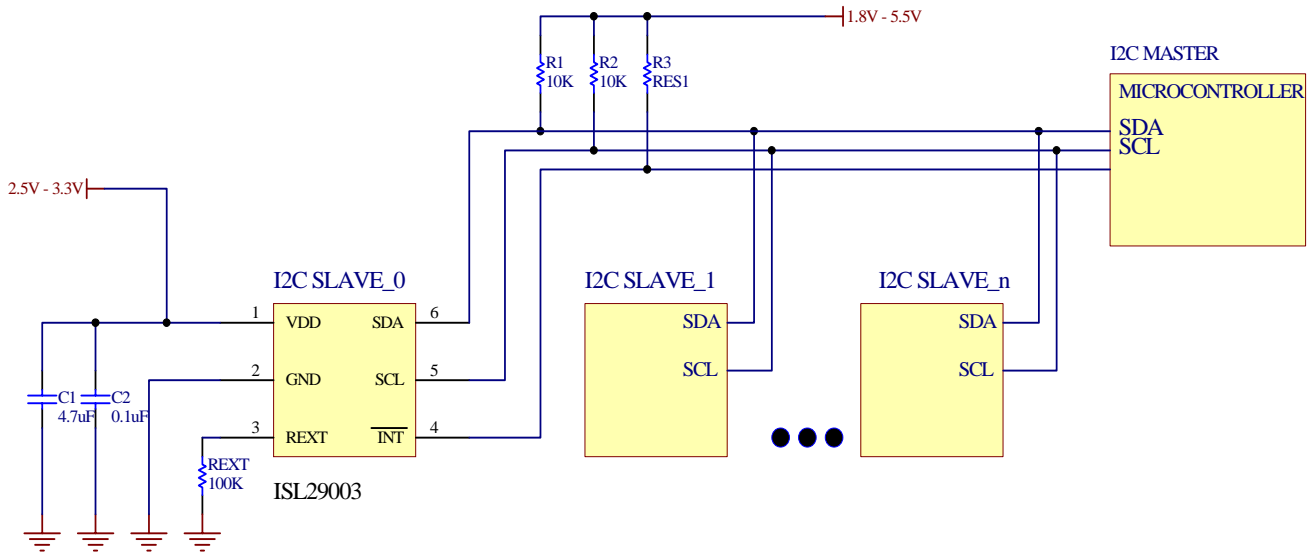 1.8V - 5.5V
R1
10K
R2
10K
R3
RES1
I2C MASTER
MICROCONTROLLER
SDA
SCL
2.5V - 3.3V
I2C SLAVE_0
I2C SLAVE_1
I2C SLAVE_n
1
VDD
SDA
6
SDA
SDA
2
GND
SCL
5
SCL
SCL
C1
4.7uF
C2
0.1uF
3
REXT
INT
4
REXT
100K
ISL29003